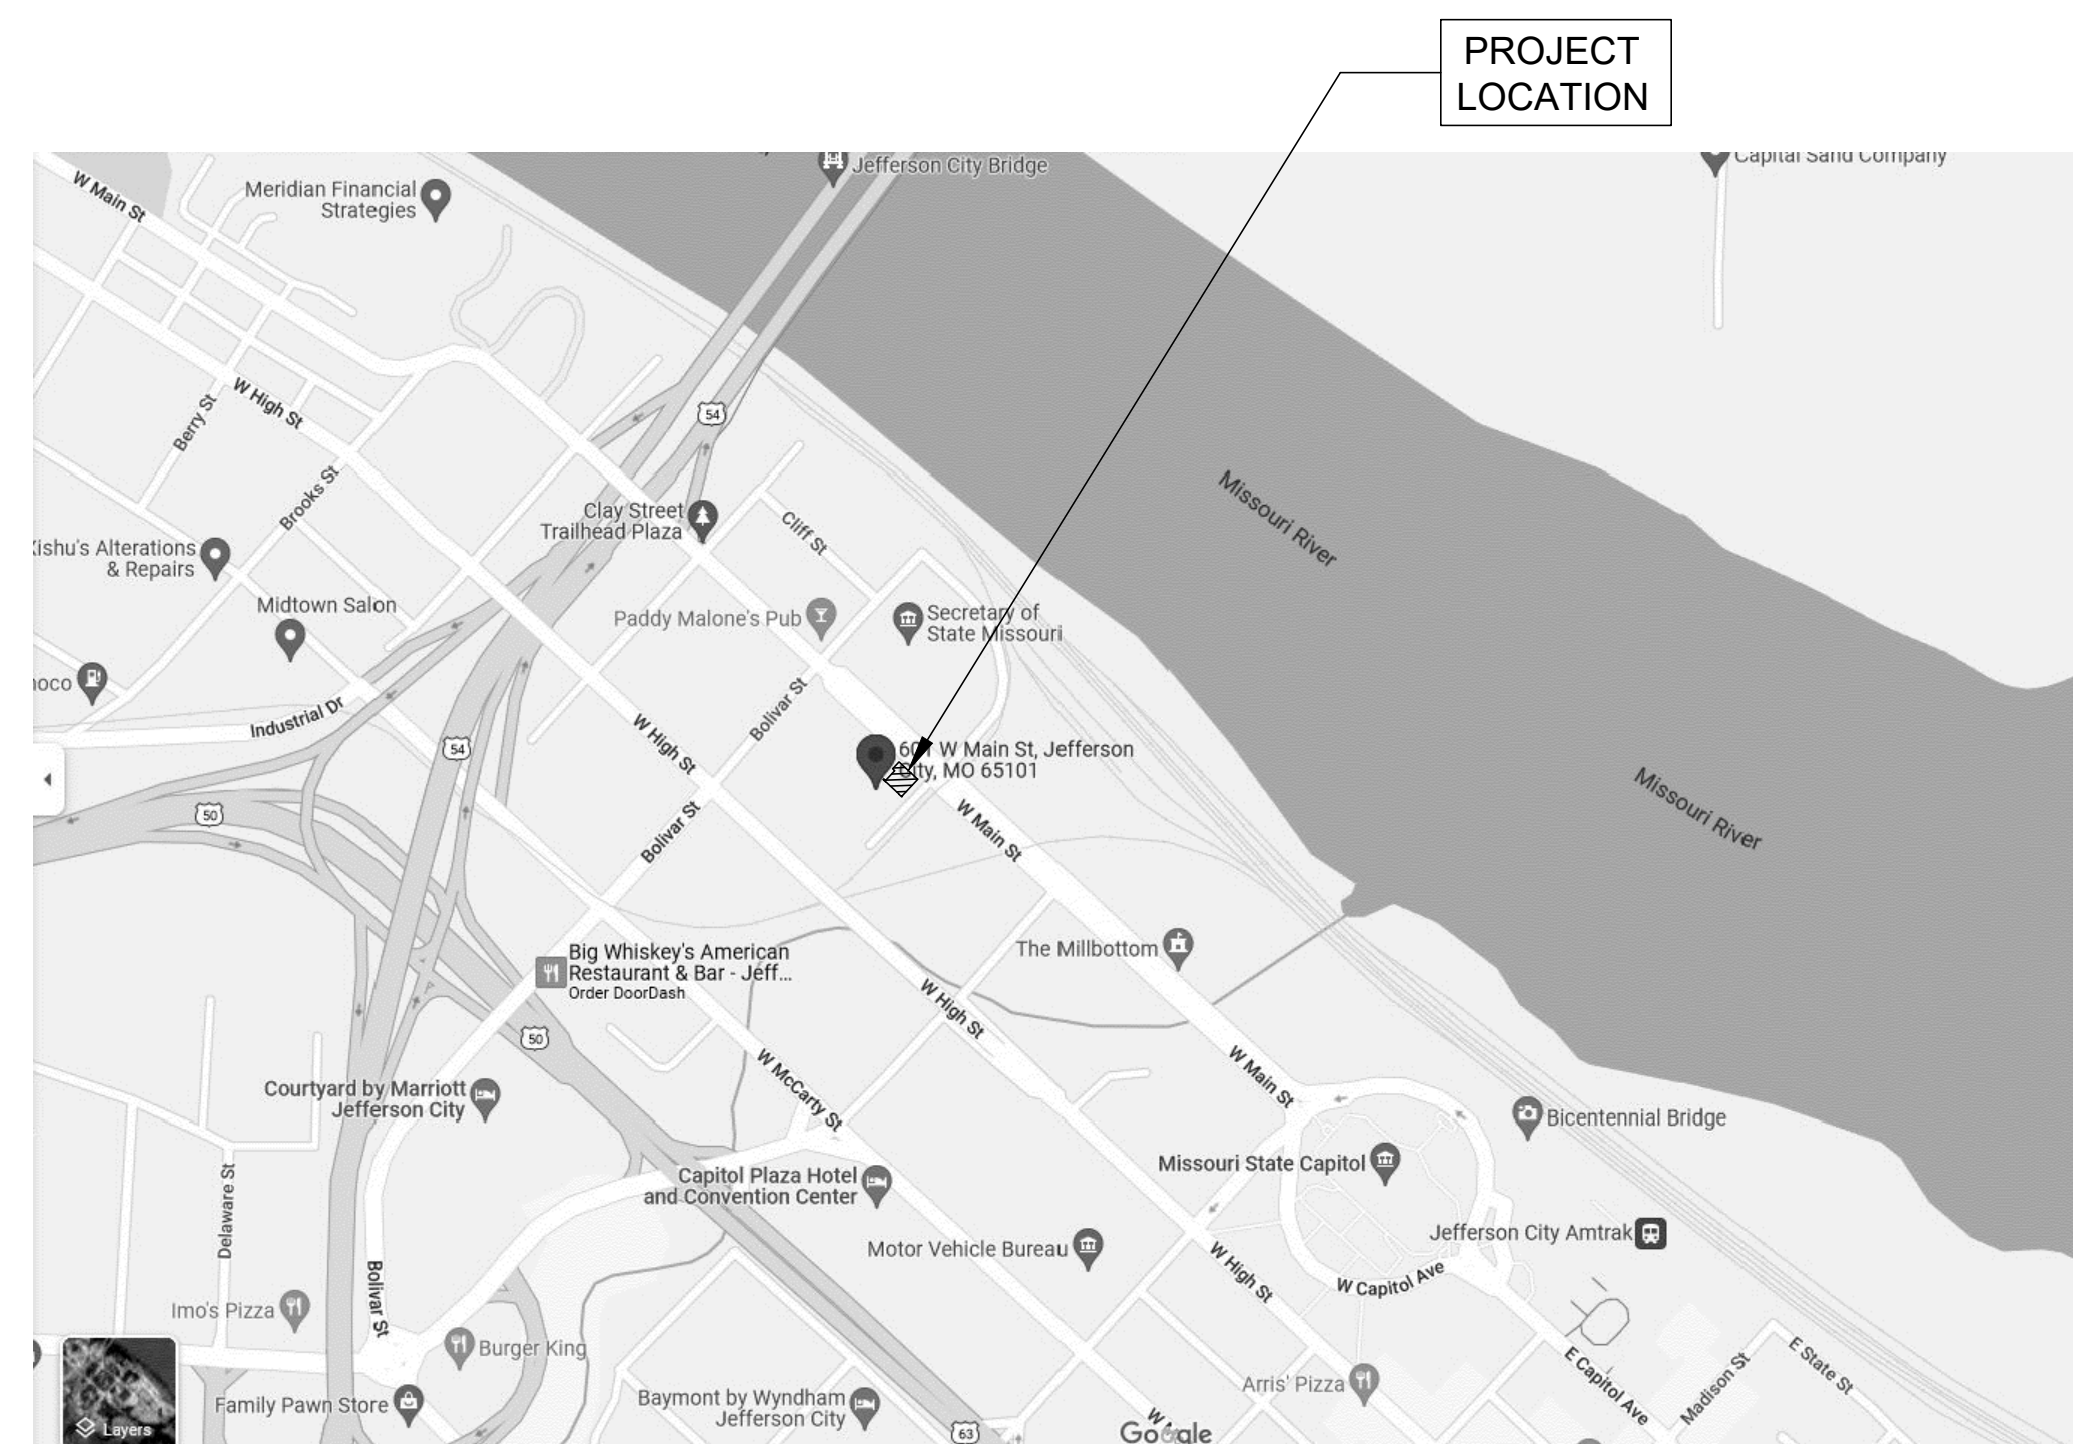 PROJECT
LOCATION
Jefferson City Bridge
Capital Sand Company
W Main St
Meridian Financial
Strategies
W High St
Berry St
54
Brooks St
Clay Street
Trailhead Plaza
Cliff St
Missouri River
Kishu's Alterations
& Repairs
Midtown Salon
Paddy Malone's Pub
Secretary of
State Missouri
noco
Industrial Dr
Bolivar St
W High St
54
601 W Main St, Jefferson
City, MO 65101
Missouri River
50
Bolivar St
W Main St
Big Whiskey's American
Restaurant & Bar - Jeff...
Order DoorDash
The Millbottom
W High St
50
W McCarty St
W Main St
Courtyard by Marriott
Jefferson City
Bicentennial Bridge
Missouri State Capitol
Capitol Plaza Hotel
and Convention Center
Delaware St
Jefferson City Amtrak
Motor Vehicle Bureau
W High St
W Capitol Ave
Bolivar St
Imo's Pizza
Burger King
E State St
Madison St
E Capitol Ave
Arris' Pizza
Family Pawn Store
Baymont by Wyndham
Jefferson City
Layers
63
Google